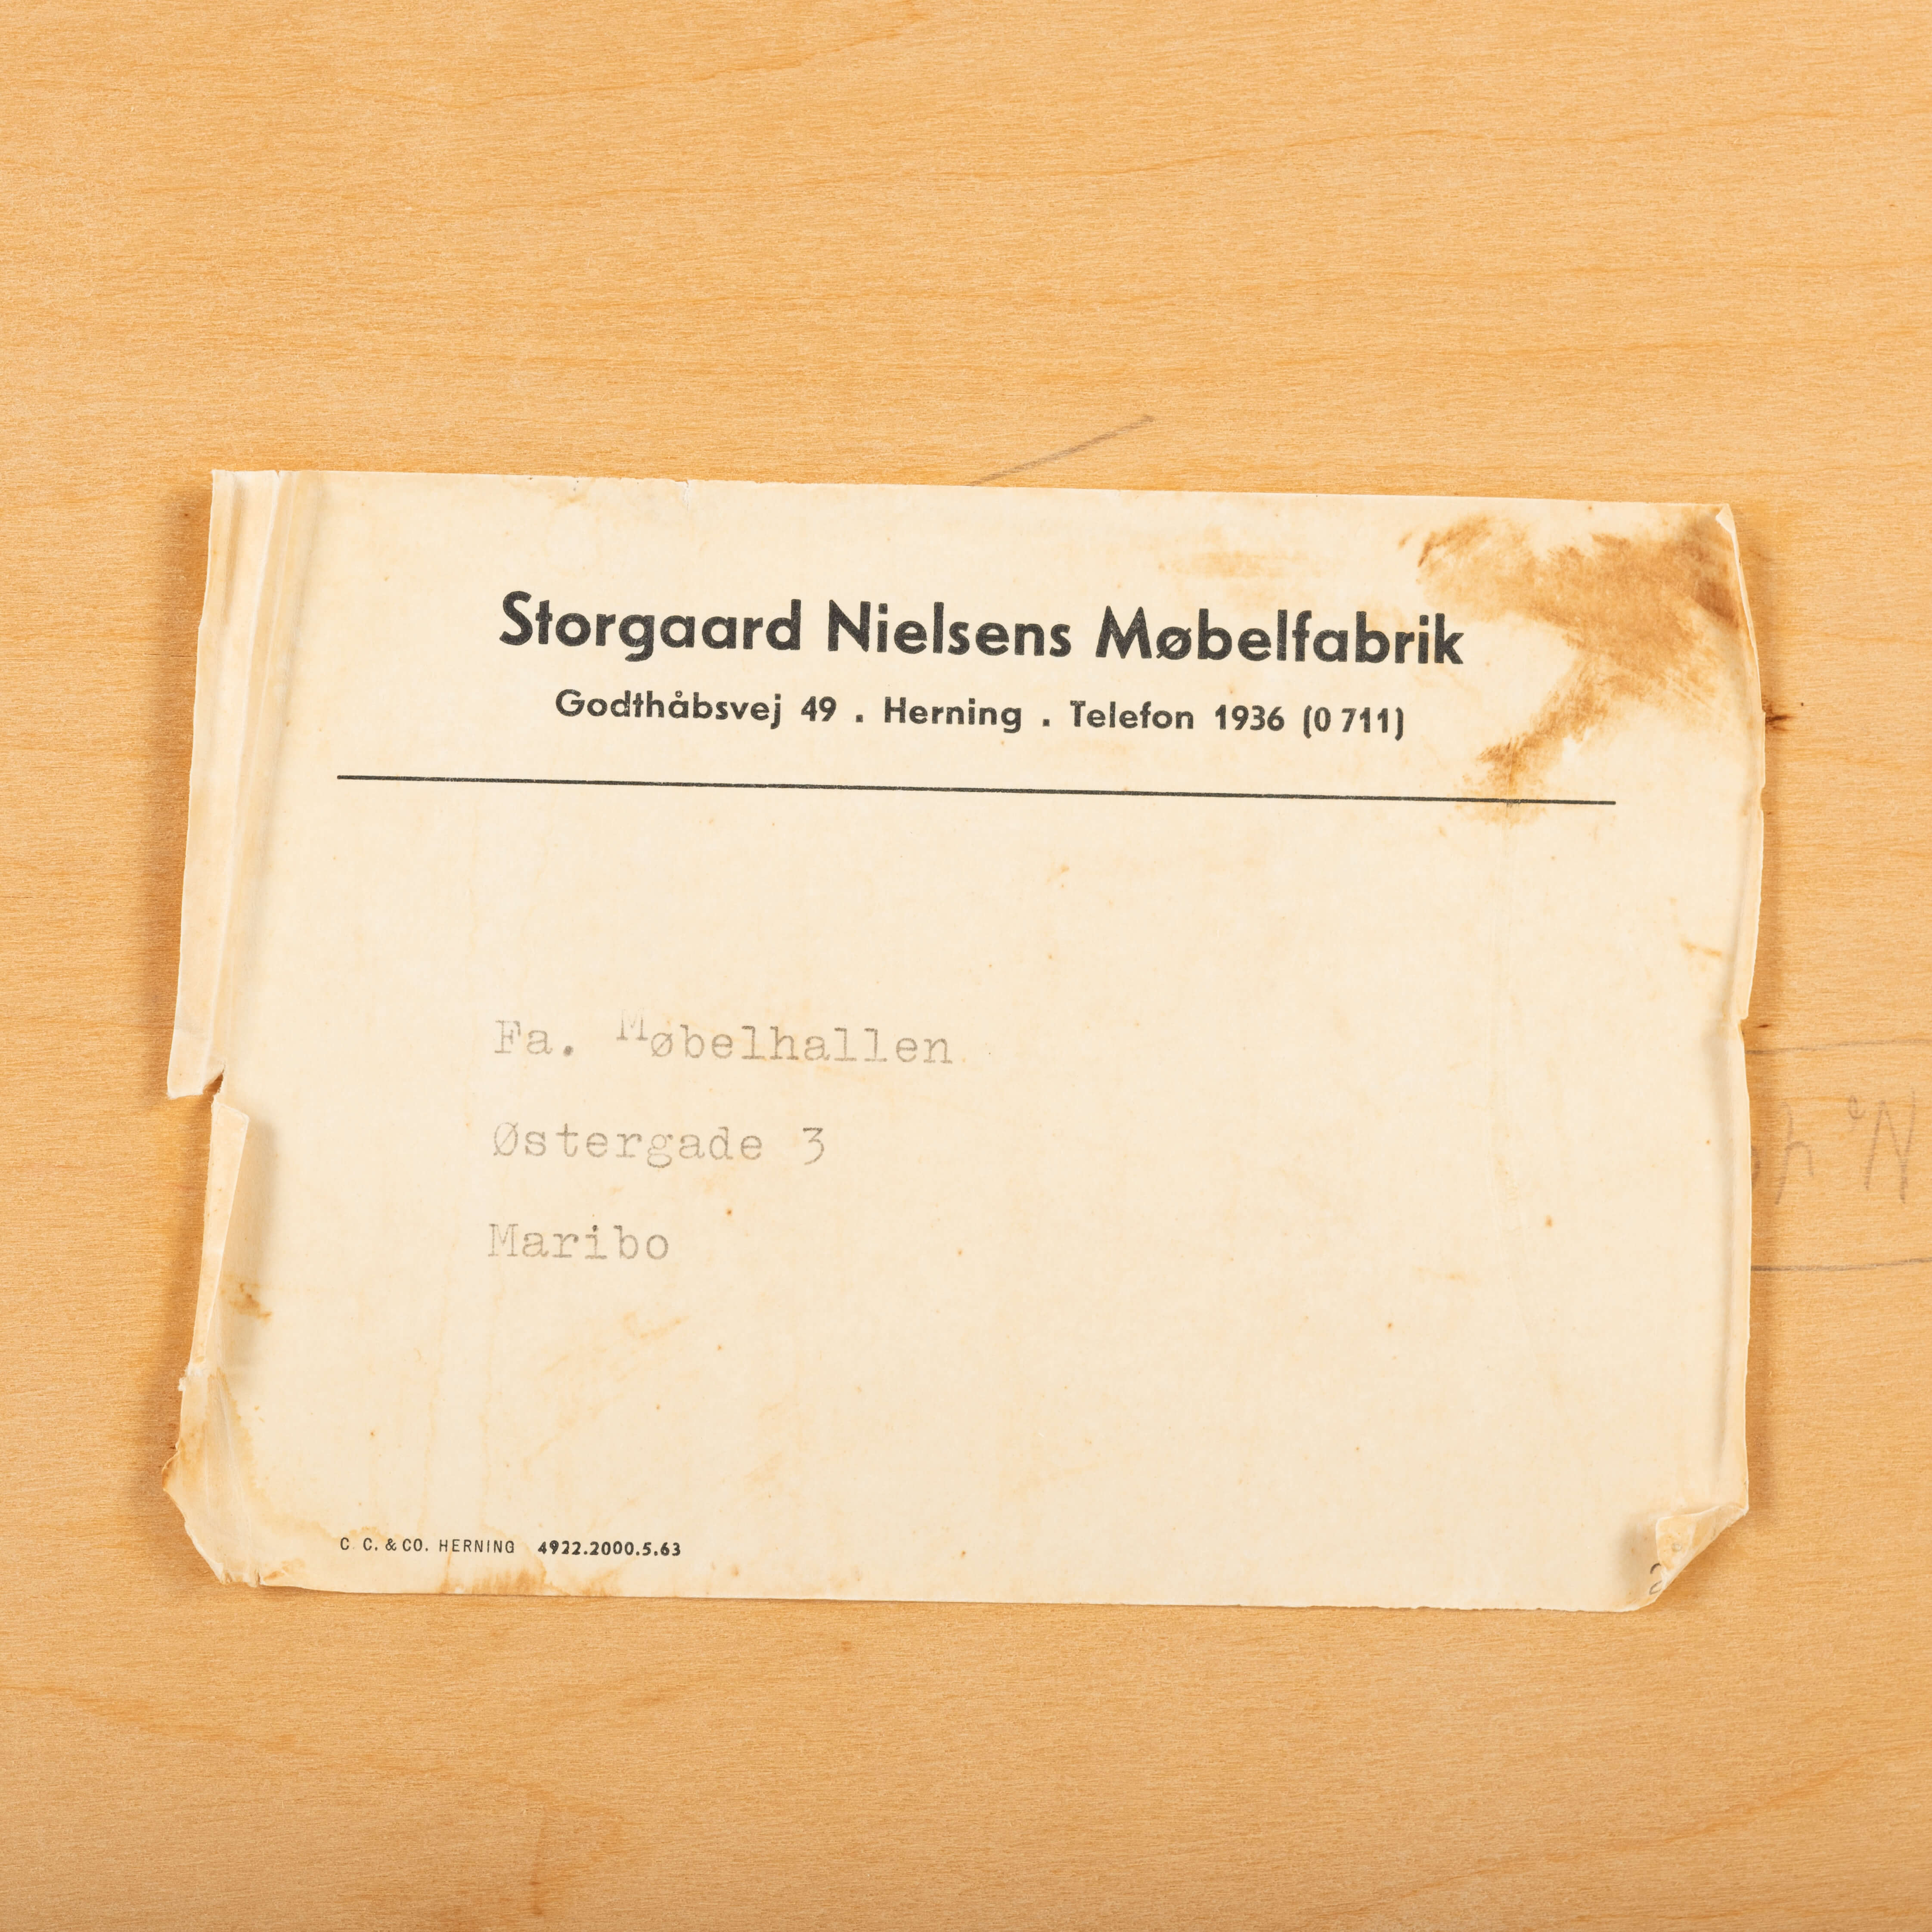 Storgaard Nielsens Møbelfabrik
Godthåbsvej 49 . Herning . Telefon 1936 (0 711)
Fa. Møbelhallen
Østergade 3
Maribo
C. C. & CO. HERNING 4922.2000.5.63